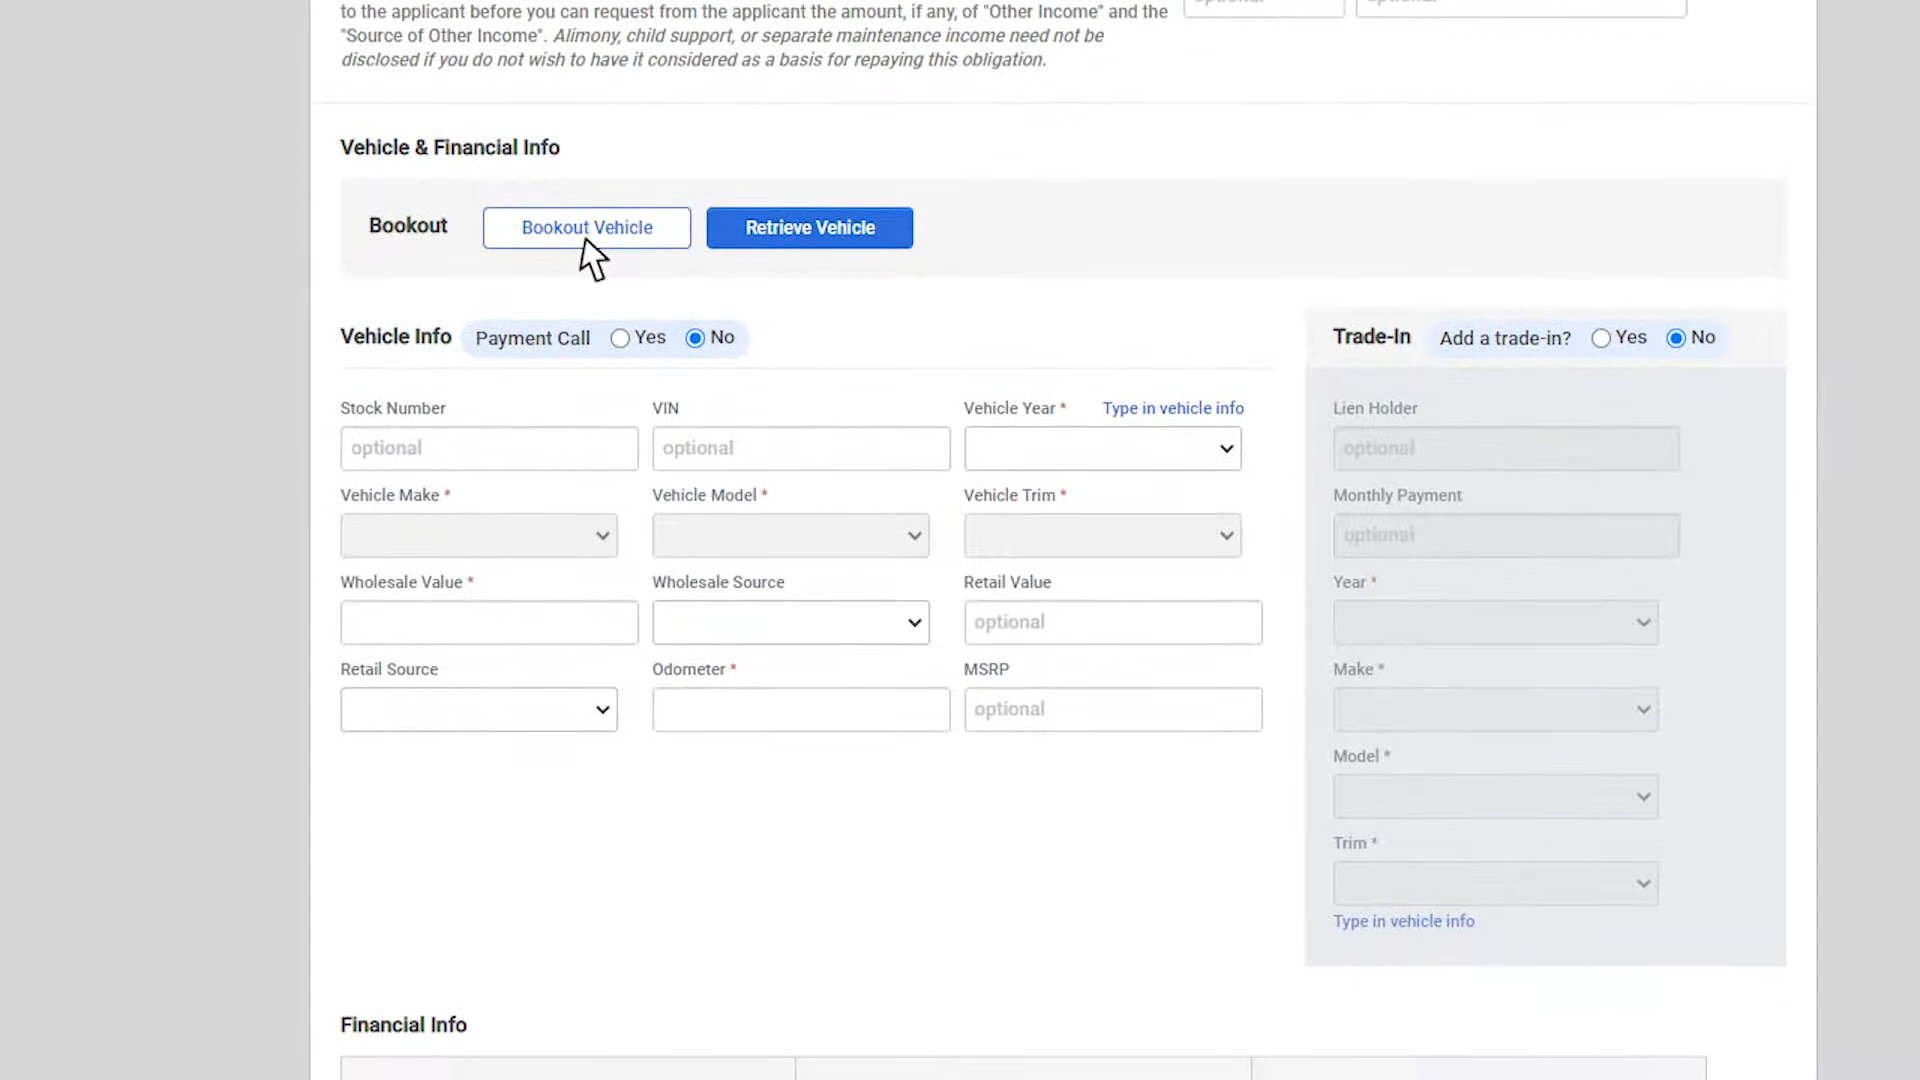 to the applicant before you can request from the applicant the amount, if any, of "Other Income" and the
"Source of Other Income". Alimony, child support, or separate maintenance income need not be
disclosed if you do not wish to have it considered as a basis for repaying this obligation.
Vehicle & Financial Info
Bookout Bookout Vehicle Retrieve Vehicle
Vehicle Info Payment Call Yes No
Trade-In Add a trade-in? Yes No
Stock Number VIN Vehicle Year * Type in vehicle info
optional optional
Vehicle Make * Vehicle Model * Vehicle Trim *
Wholesale Value * Wholesale Source Retail Value
optional
Retail Source Odometer * MSRP
optional
Lien Holder
optional
Monthly Payment
optional
Year *
Make *
Model *
Trim *
Type in vehicle info
Financial Info